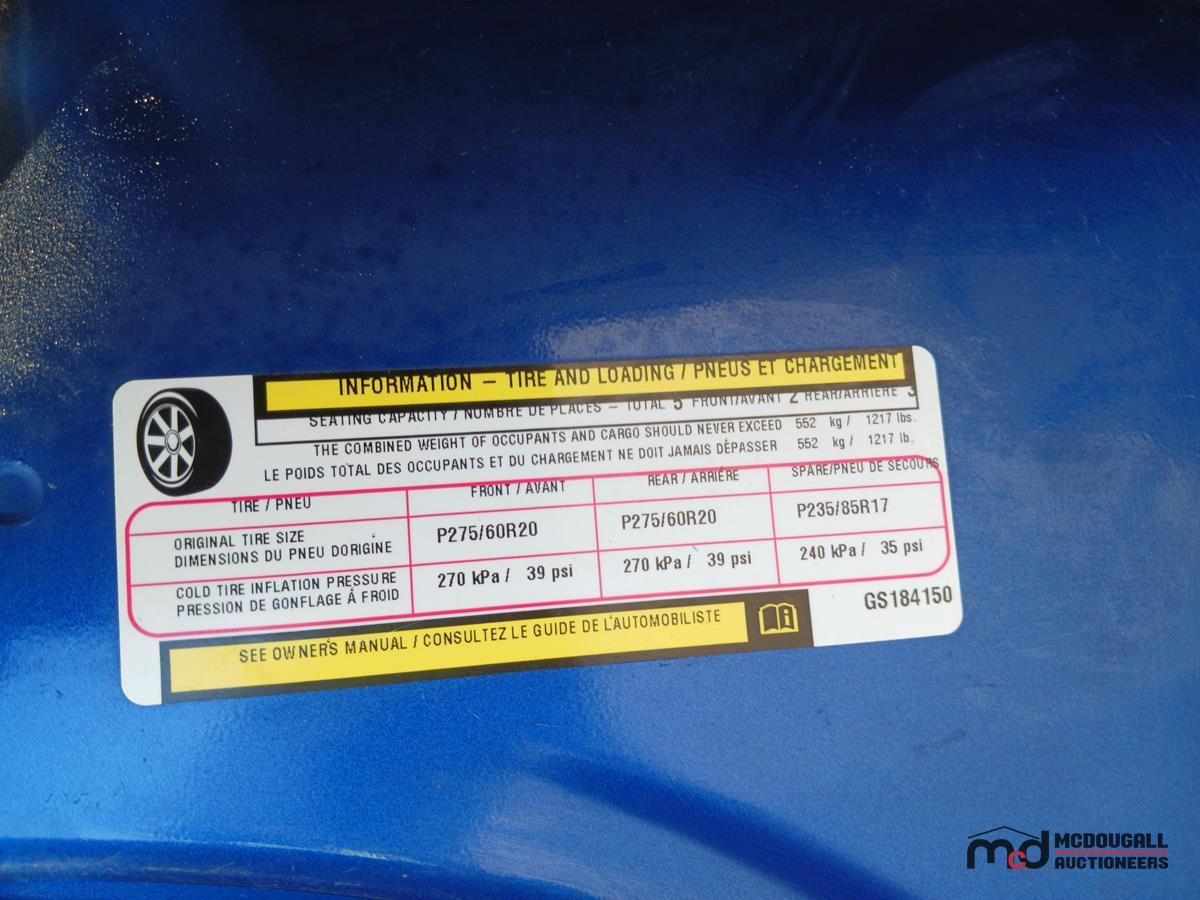 INFORMATION – TIRE AND LOADING / PNEUS ET CHARGEMENT
SEATING CAPACITY / NOMBRE DE PLACES – TOTAL 5 FRONT/AVANT 2 REAR/ARRIÈRE 3
THE COMBINED WEIGHT OF OCCUPANTS AND CARGO SHOULD NEVER EXCEED 552 kg / 1217 lbs.
LE POIDS TOTAL DES OCCUPANTS ET DU CHARGEMENT NE DOIT JAMAIS DÈPASSER 552 kg / 1217 lb.
TIRE / PNEU FRONT / AVANT REAR / ARRIÉRE SPARE/PNEU DE SECOURS
ORIGINAL TIRE SIZE
DIMENSIONS DU PNEU DORIGINE P275/60R20 P275/60R20 P235/85R17
COLD TIRE INFLATION PRESSURE
PRESSION DE GONFLAGE À FROID 270 kPa / 39 psi 270 kPa / 39 psi 240 kPa / 35 psi
SEE OWNER'S MANUAL / CONSULTEZ LE GUIDE DE L'AUTOMOBILISTE
GS184150
mcd MCDOUGALL
AUCTIONEERS